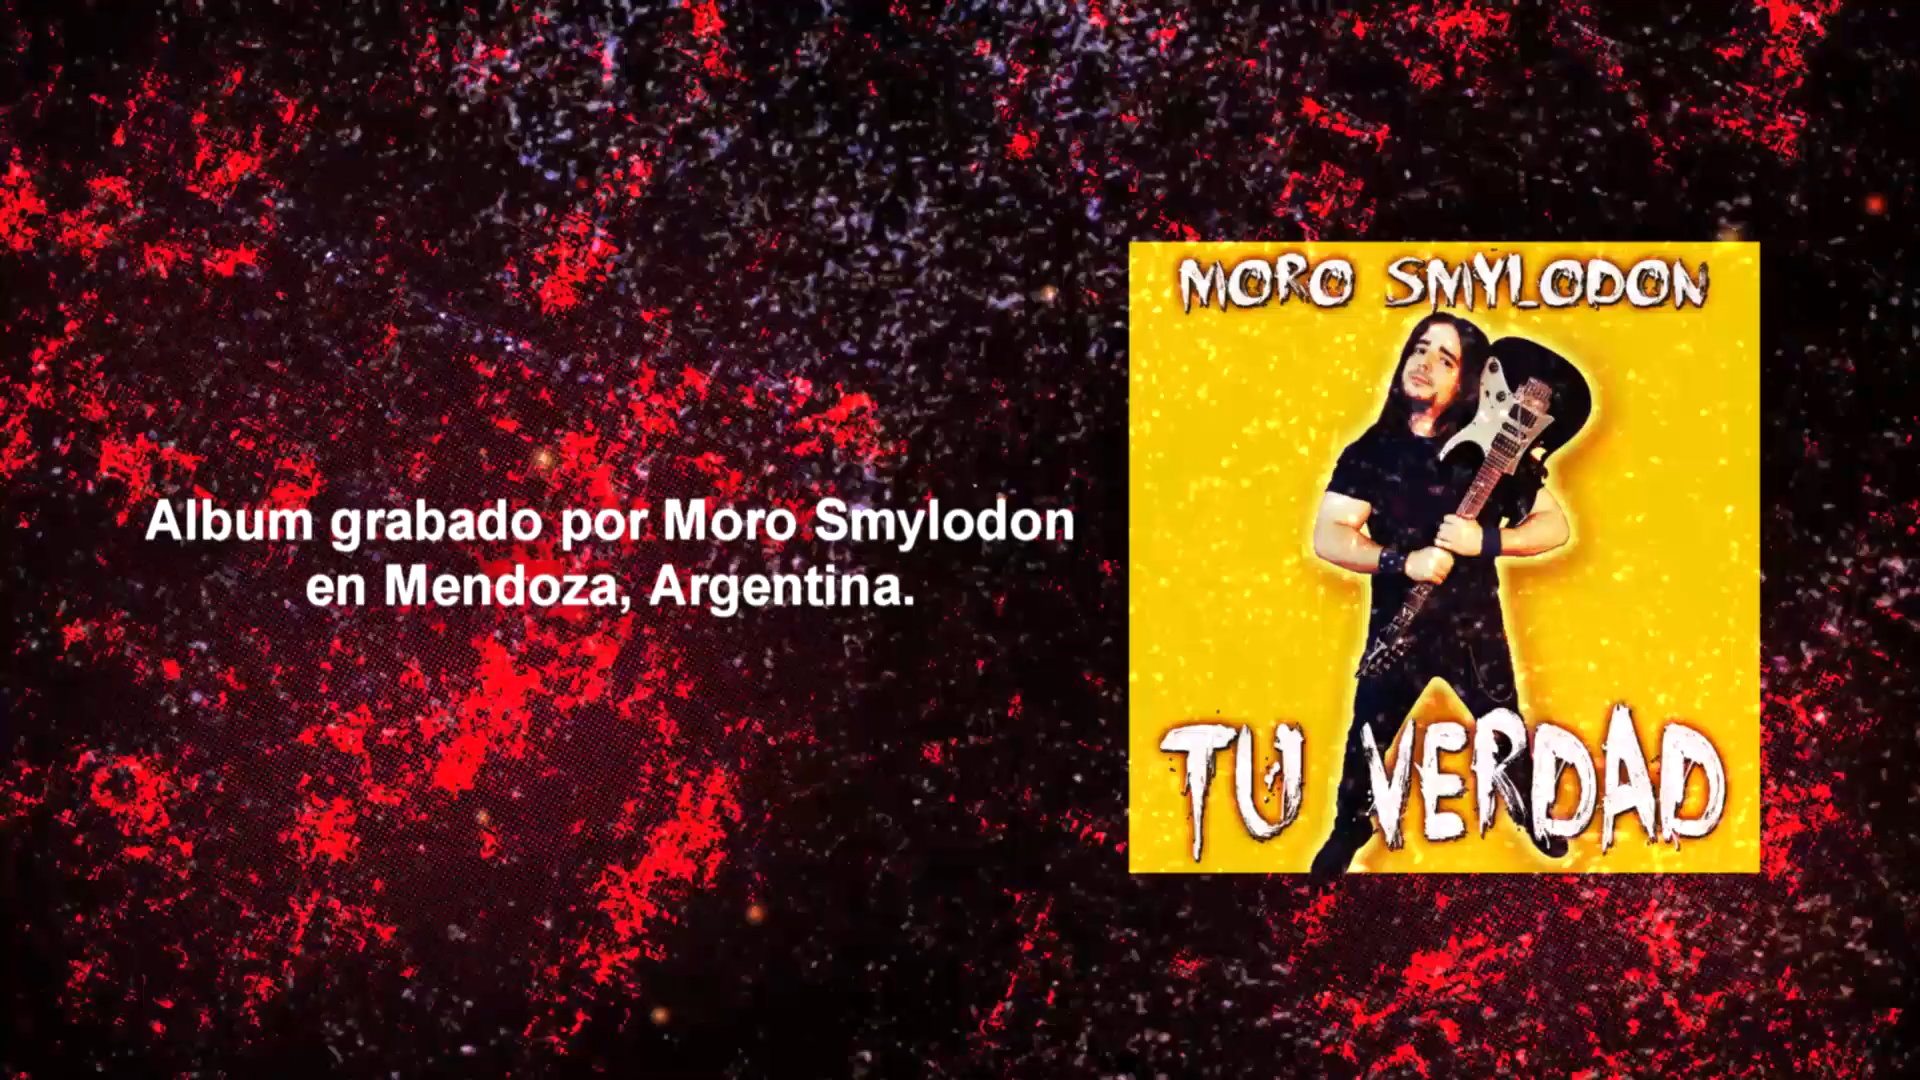 Album grabado por Moro Smylodon
en Mendoza, Argentina.
MORO SMYLODON
TU VERDAD